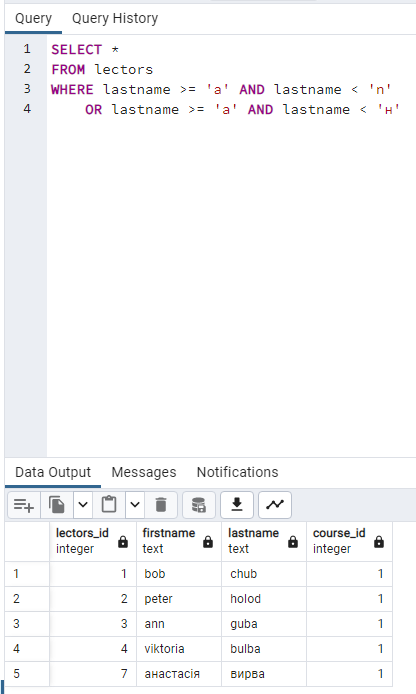 Query Query History
1 SELECT *
2 FROM lectors
3 WHERE lastname >= 'a' AND lastname < 'n'
4 OR lastname >= 'а' AND lastname < 'н'
Data Output Messages Notifications
lectors_id firstname lastname course_id
integer text text integer
1 1 bob chub 1
2 2 peter holod 1
3 3 ann guba 1
4 4 viktoria bulba 1
5 7 анастасія вирва 1